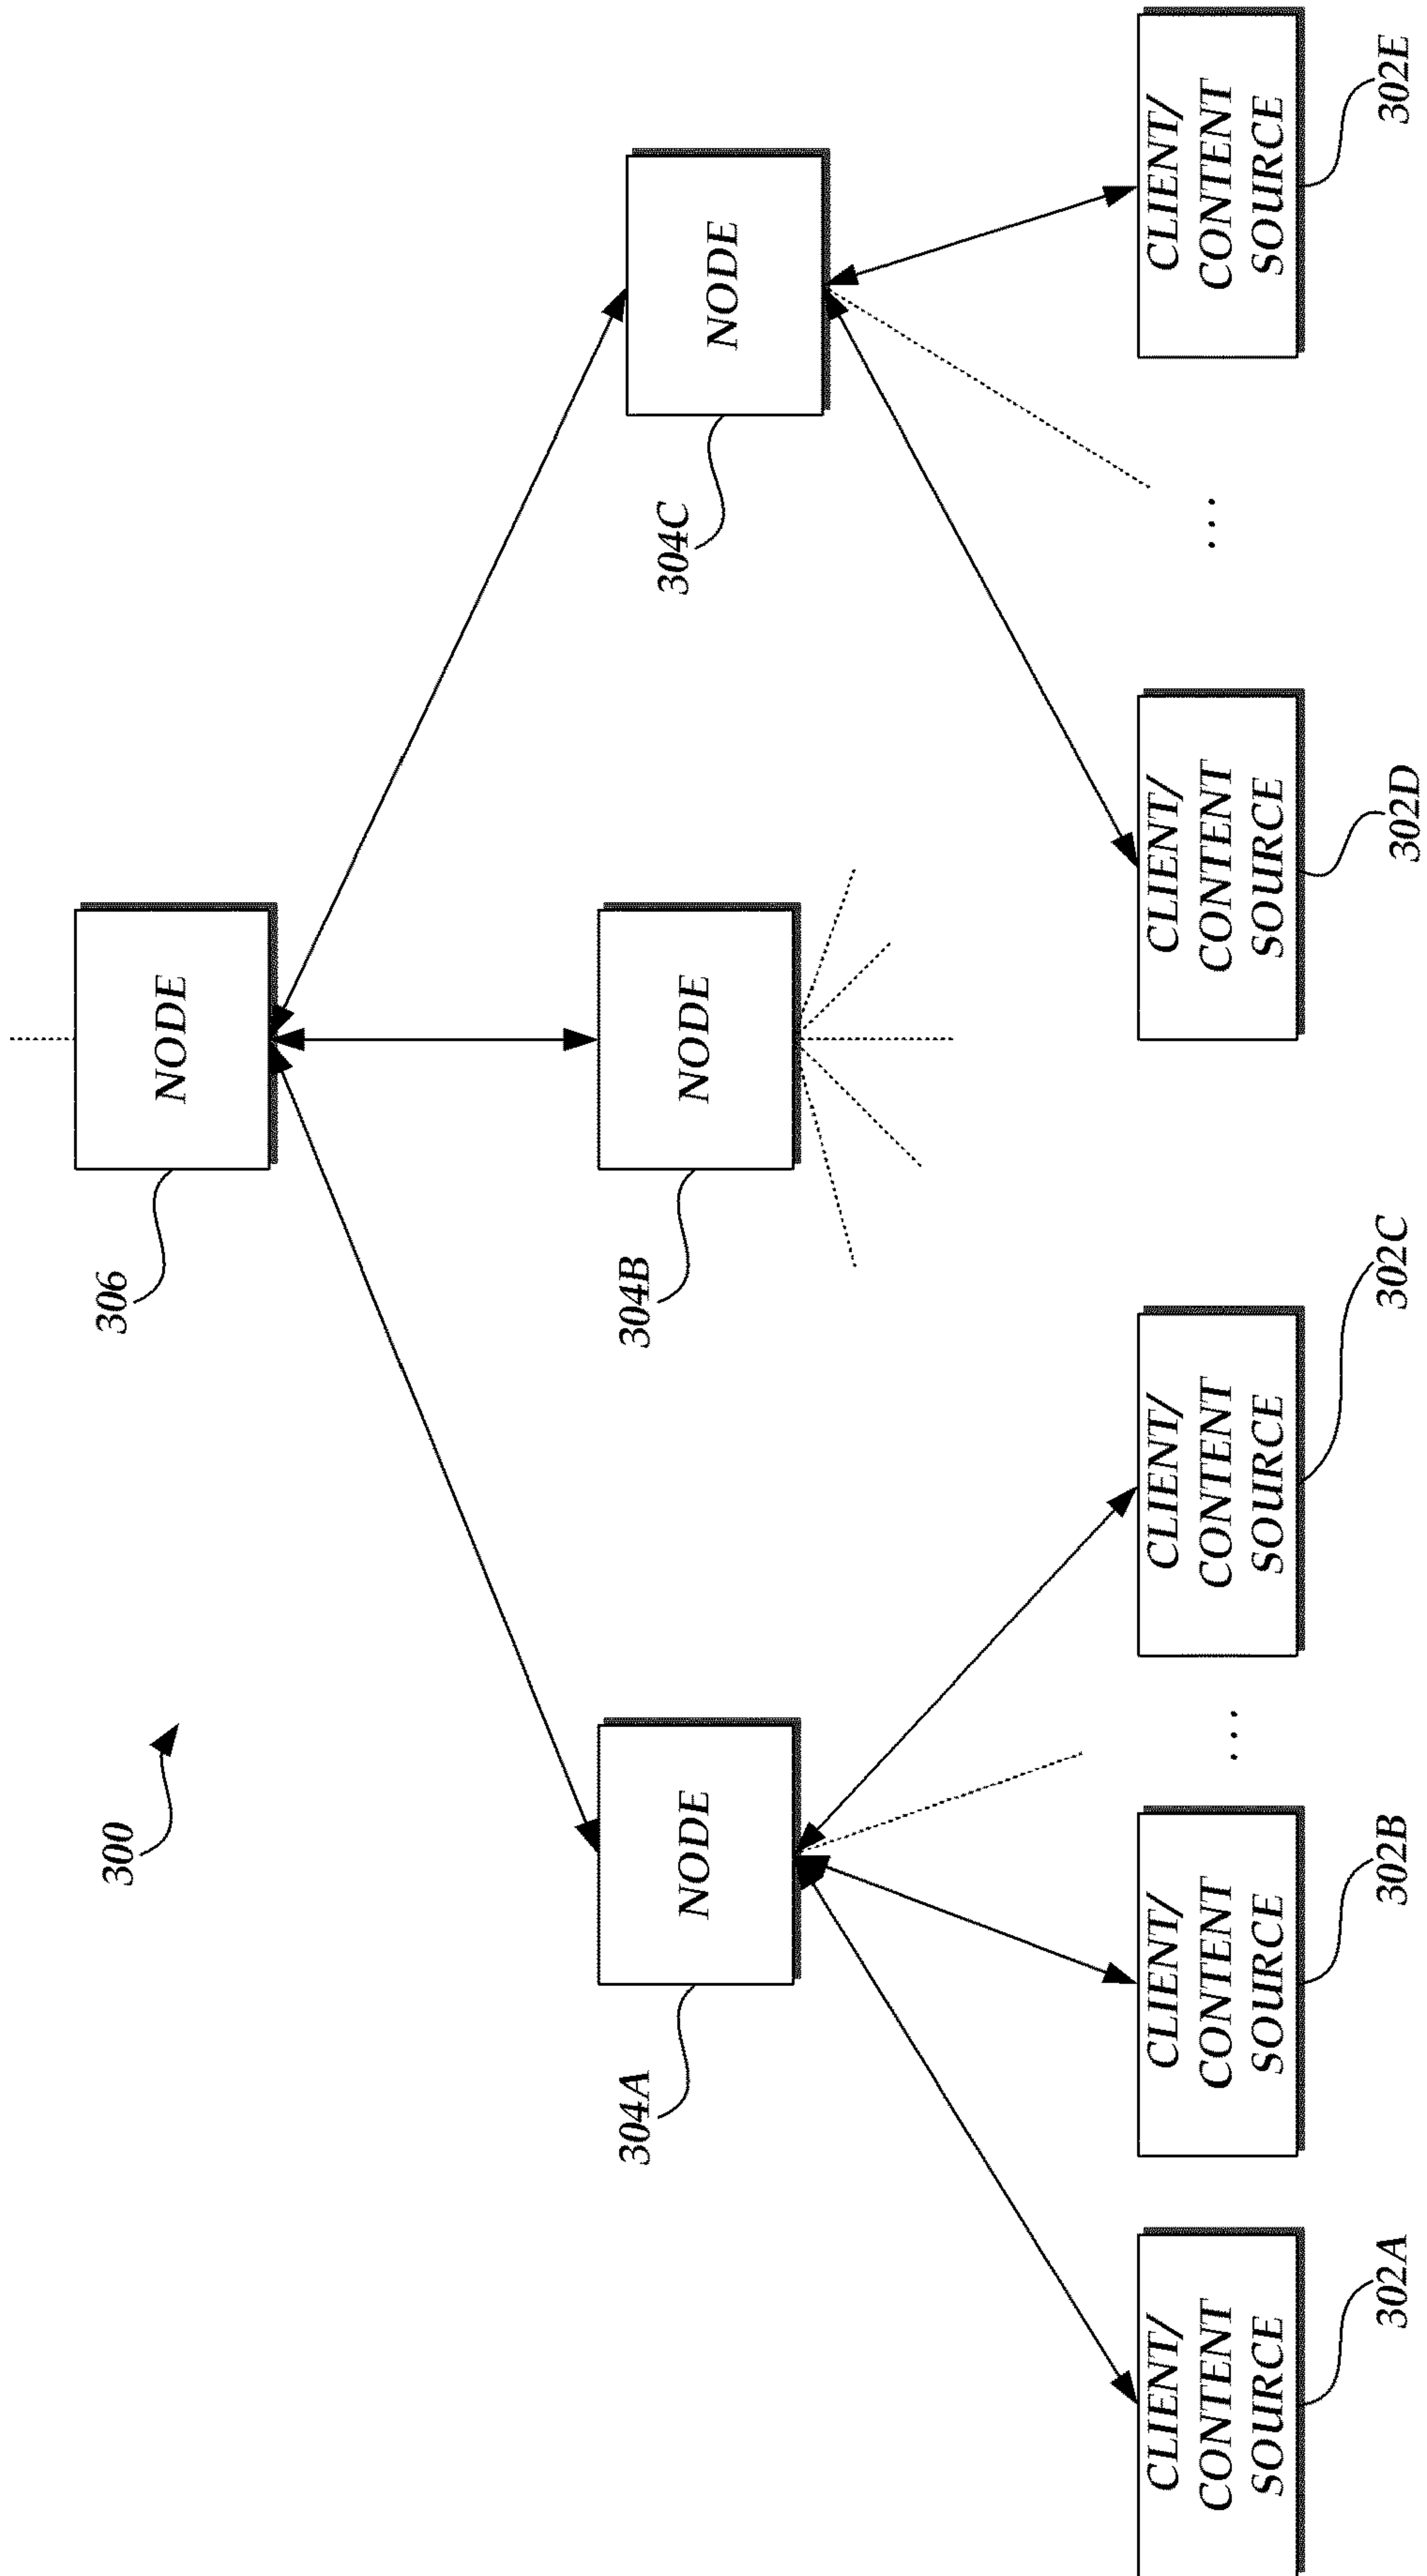 300
306
NODE
304A
NODE
304B
NODE
304C
NODE
CLIENT/
CONTENT
SOURCE
302A
CLIENT/
CONTENT
SOURCE
302B
...
CLIENT/
CONTENT
SOURCE
302C
CLIENT/
CONTENT
SOURCE
302D
...
CLIENT/
CONTENT
SOURCE
302E